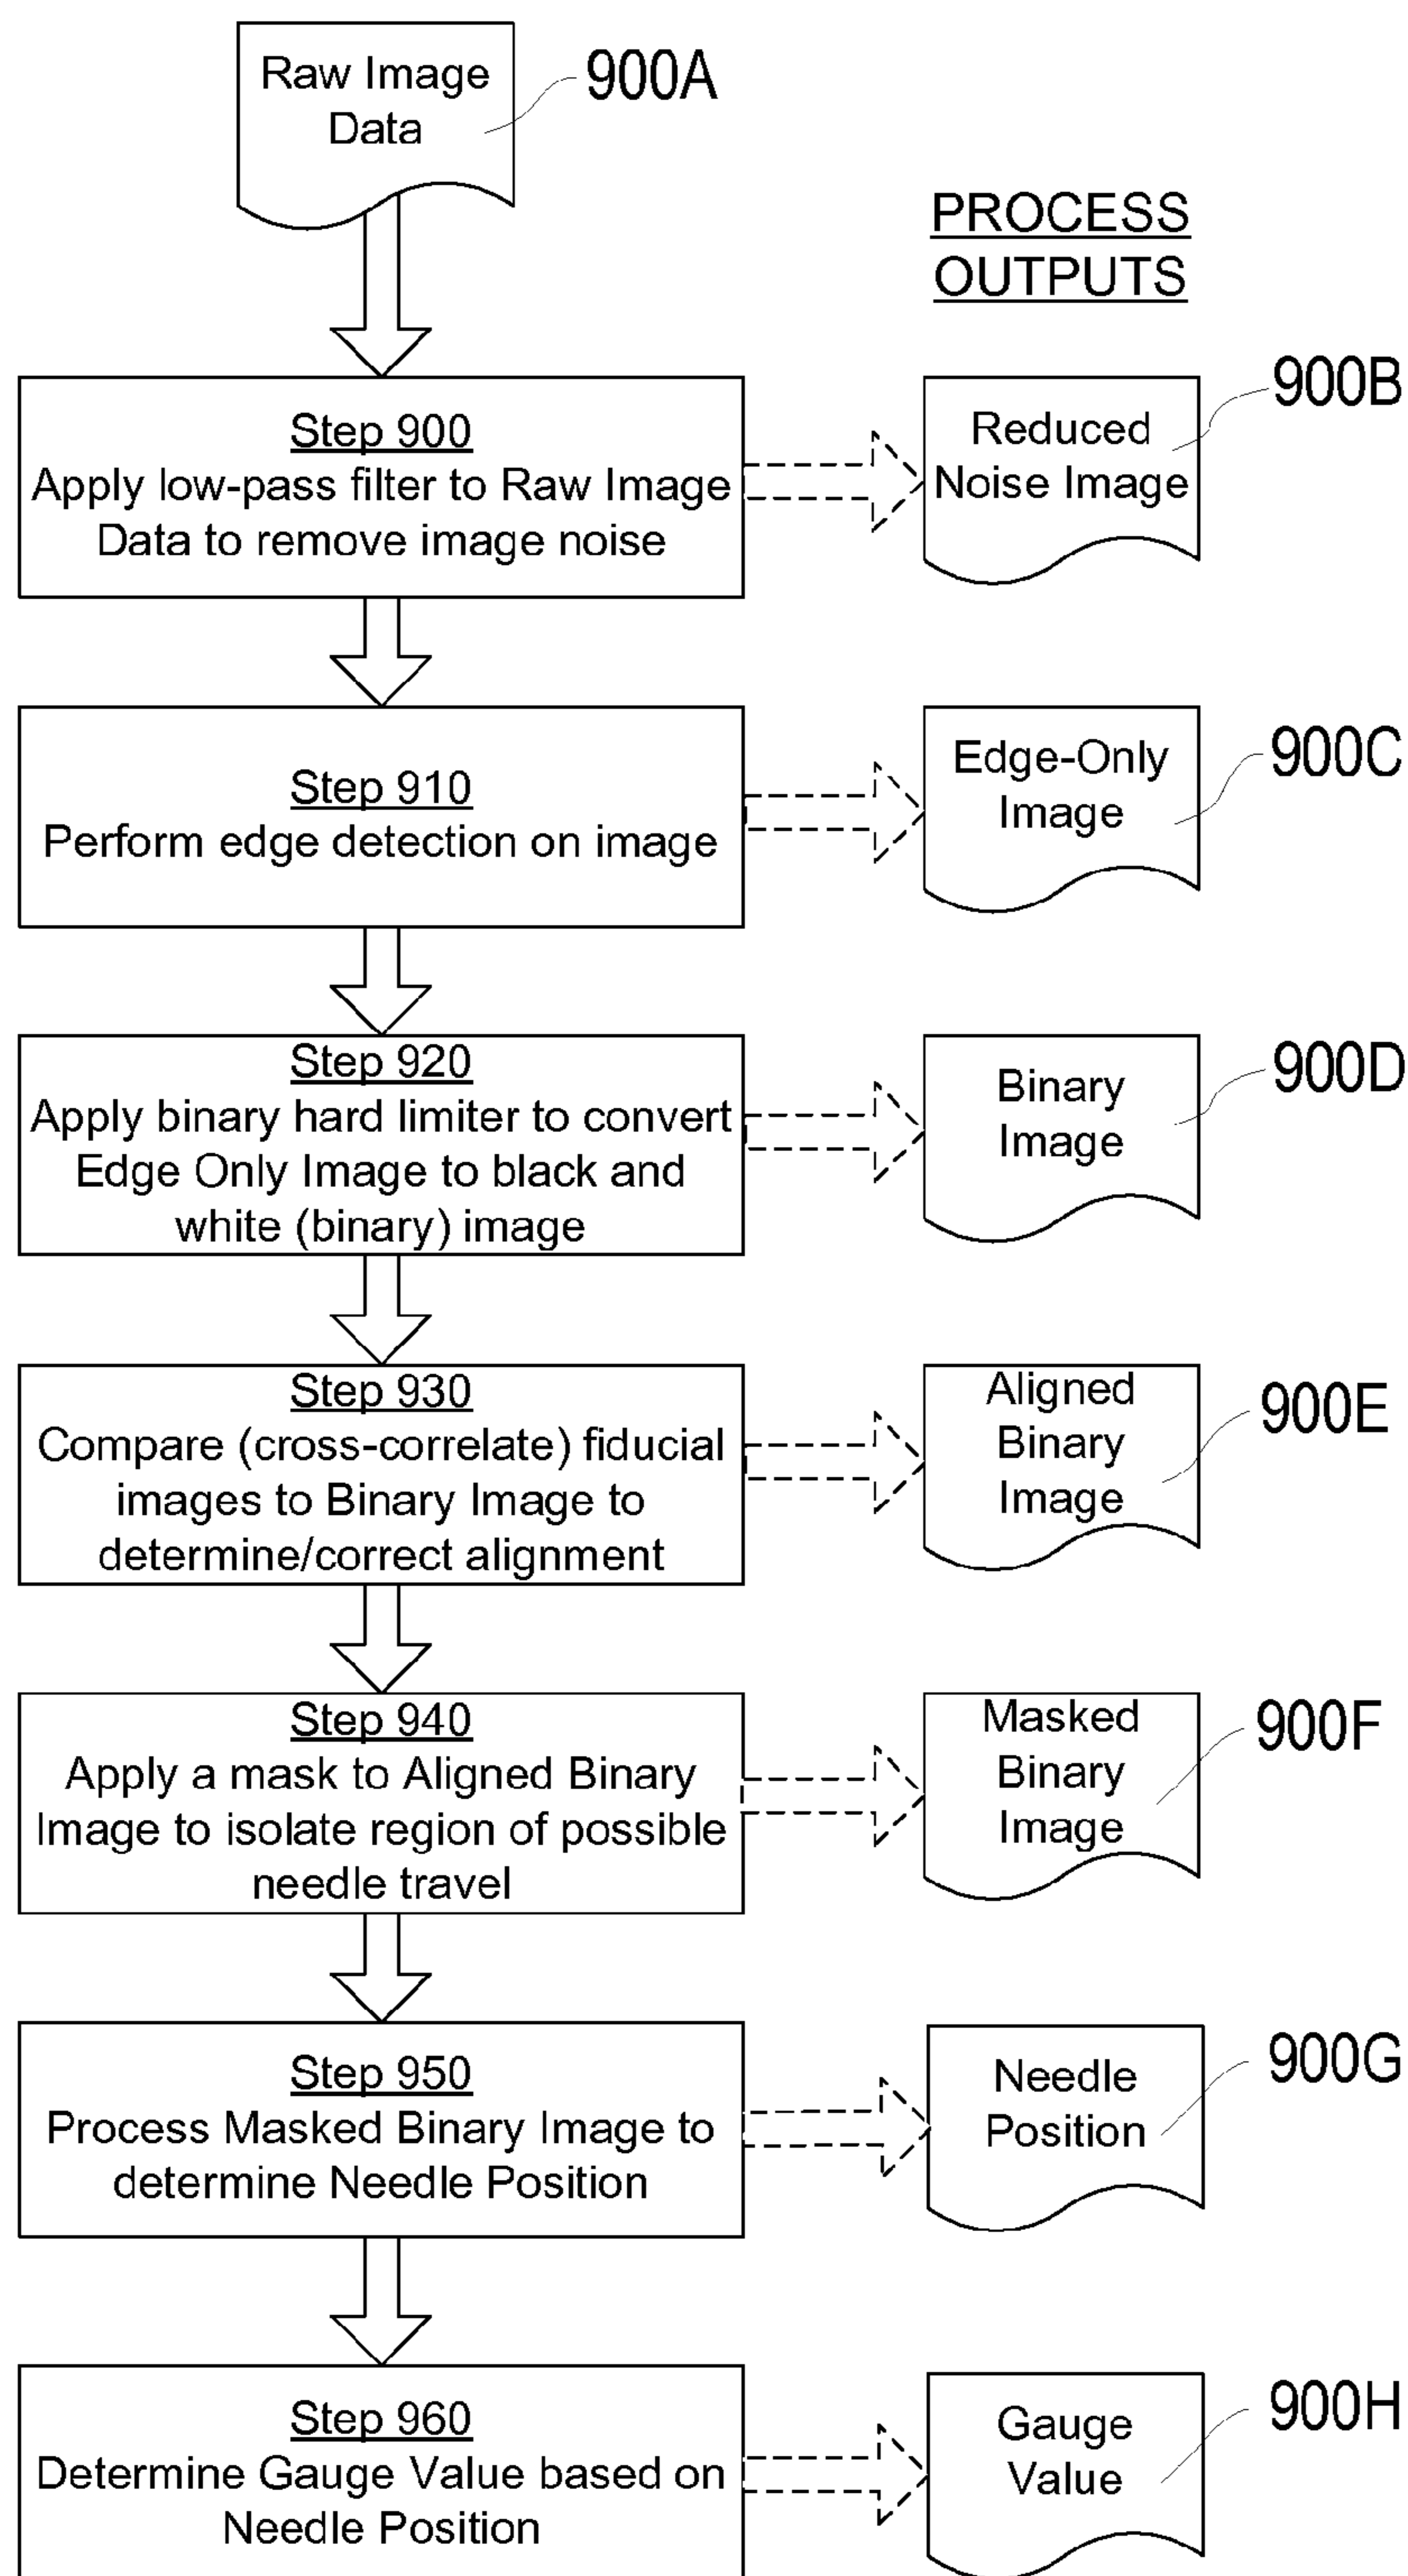 Raw Image
Data
900A
PROCESS
OUTPUTS
Step 900
Apply low-pass filter to Raw Image
Data to remove image noise
Reduced
Noise Image
900B
Step 910
Perform edge detection on image
Edge-Only
Image
900C
Step 920
Apply binary hard limiter to convert
Edge Only Image to black and
white (binary) image
Binary
Image
900D
Step 930
Compare (cross-correlate) fiducial
images to Binary Image to
determine/correct alignment
Aligned
Binary
Image
900E
Step 940
Apply a mask to Aligned Binary
Image to isolate region of possible
needle travel
Masked
Binary
Image
900F
Step 950
Process Masked Binary Image to
determine Needle Position
Needle
Position
900G
Step 960
Determine Gauge Value based on
Needle Position
Gauge
Value
900H